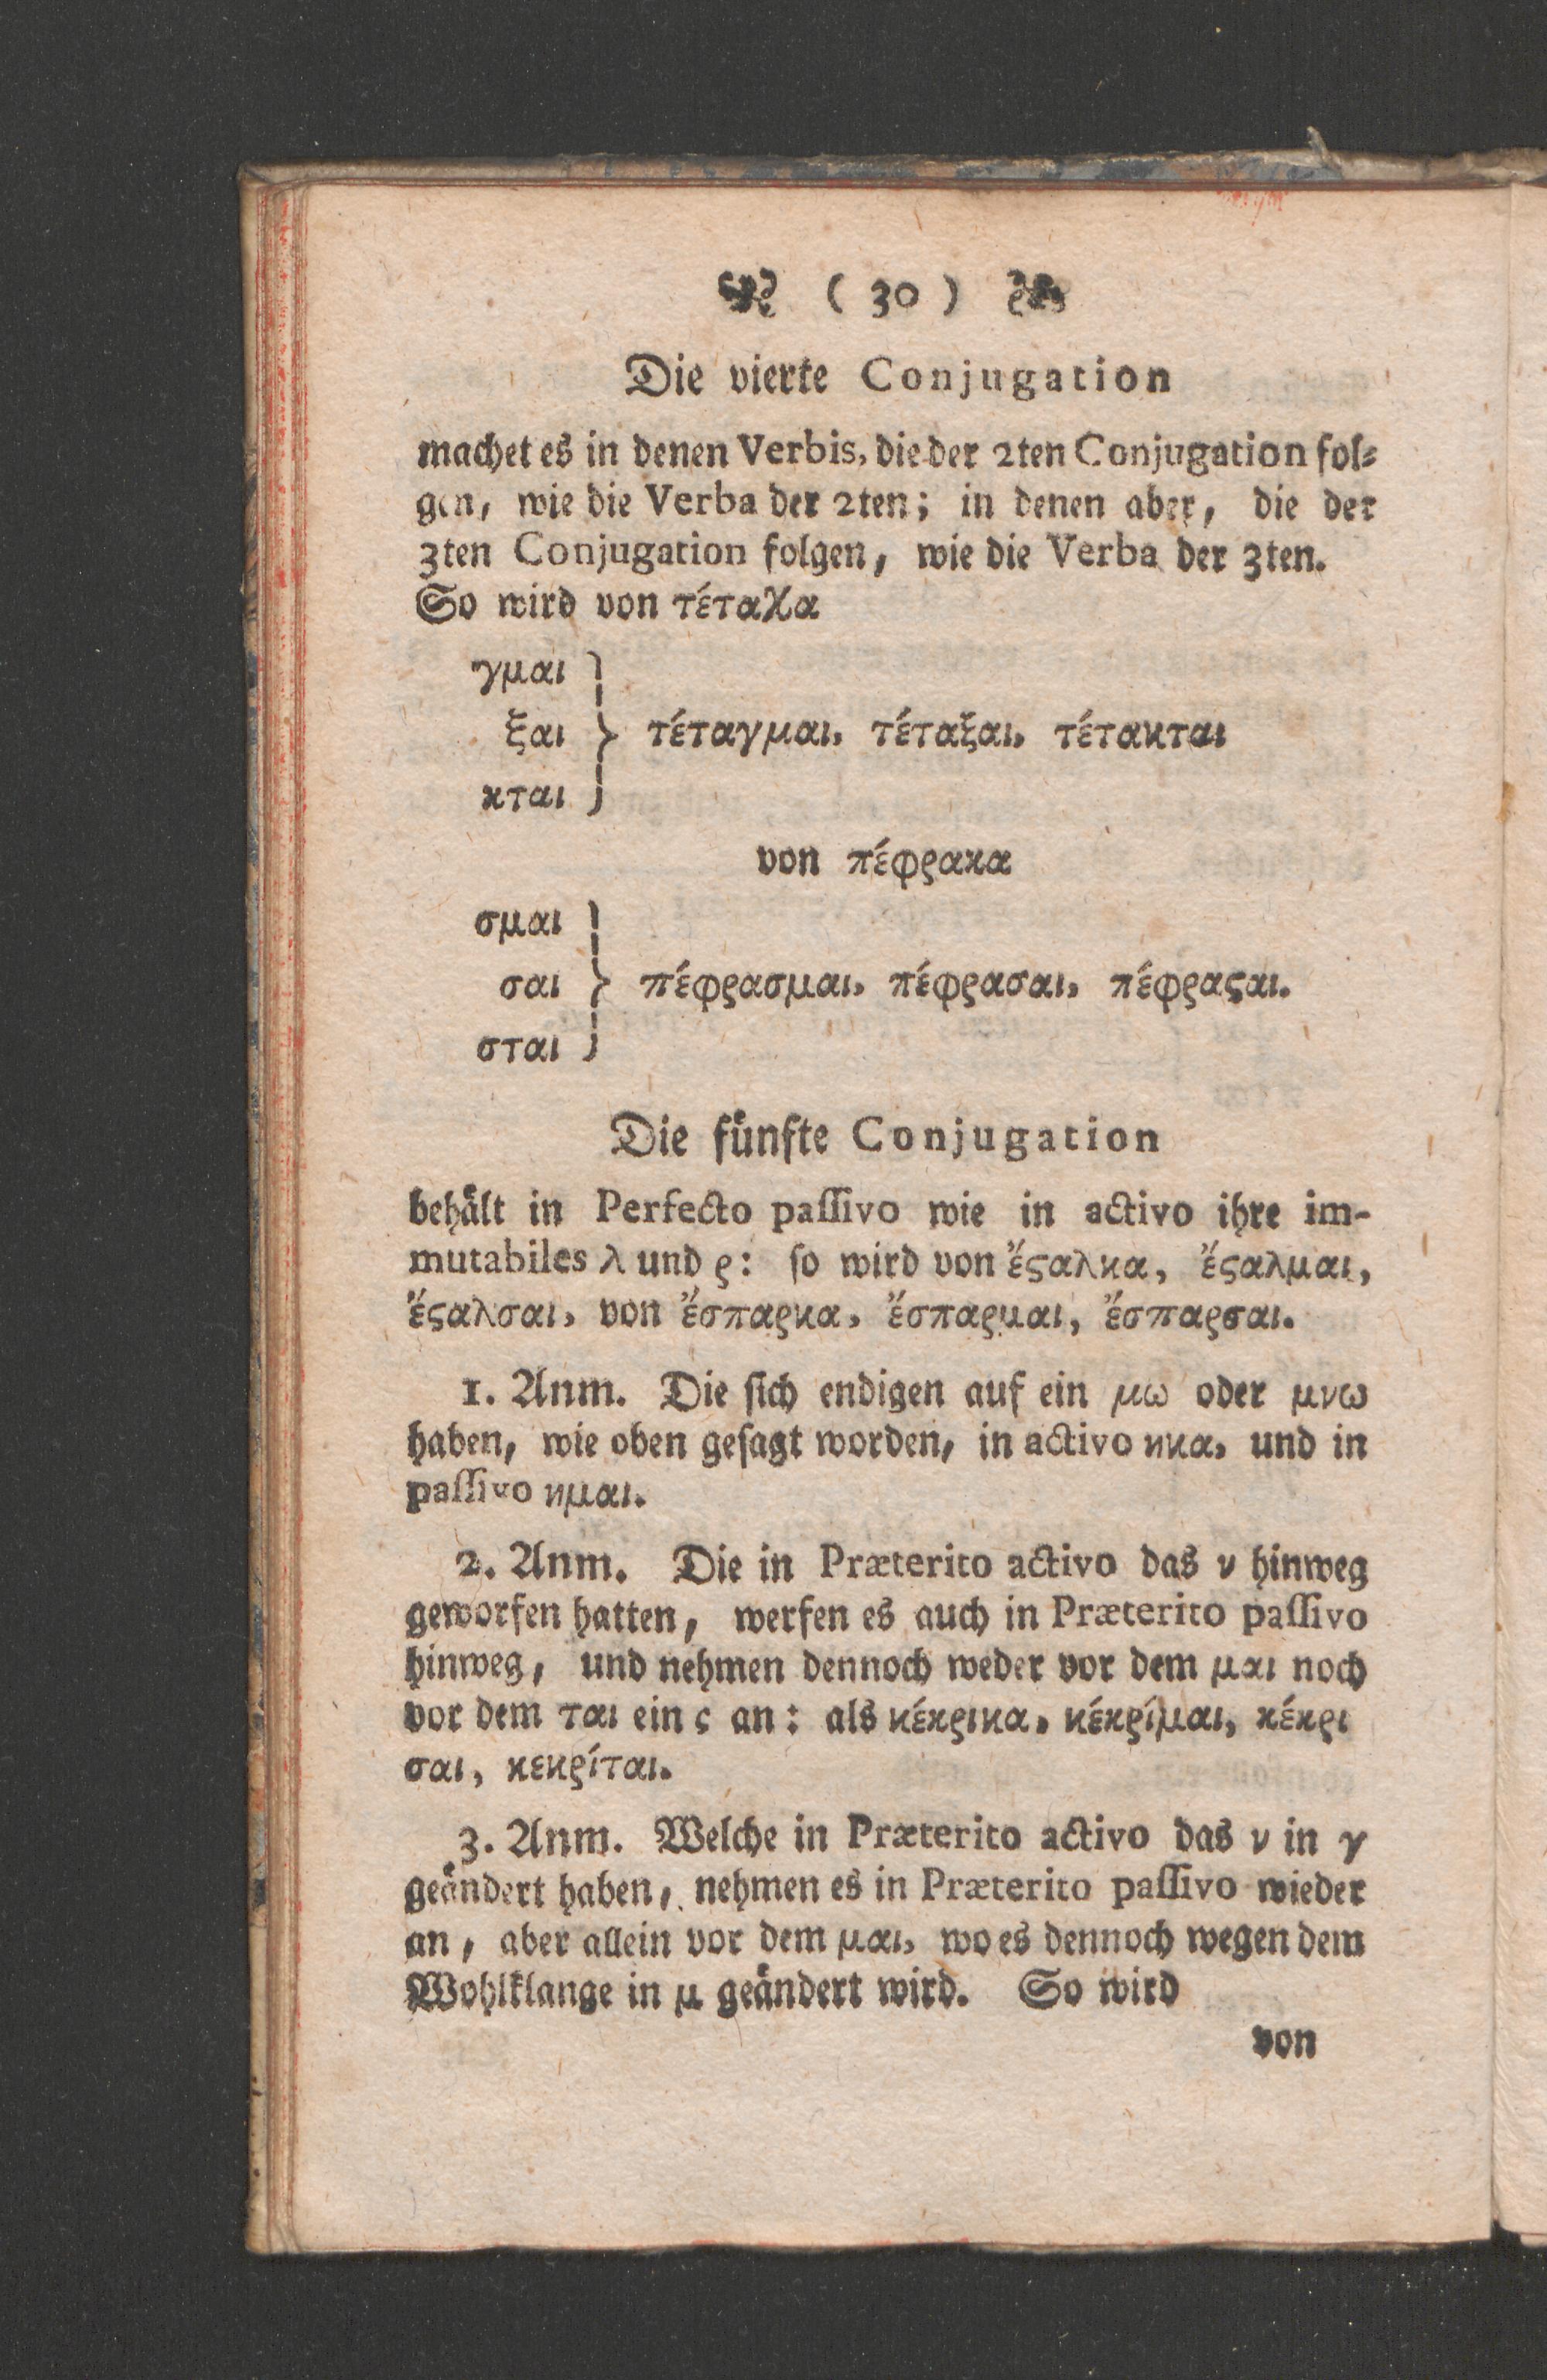 ( 30 )
Die vierte Conjugation
machet es in denen Verbis, die der 2ten Conjugation fol⸗
gen, wie die Verba der 2ten; in denen aber, die der
3ten Conjugation folgen, wie die Verba der 3ten.
So wird von τέταχα
γμαι
ξαι } τέταγμαι, τέταξαι, τέτακται
κται
von πέφρακα
σμαι
σαι } πέφρασμαι, πέφρασαι, πέφραϛαι.
σται
Die fünfte Conjugation
behält in Perfecto paſſivo wie in activo ihre im-
mutabiles λ und ρ: ſo wird von ἔϛαλκα, ἔϛαλμαι,
ἔϛαλσαι, von ἔσπαρκα, ἔσπαρμαι, ἔσπαρσαι.
1. Anm. Die ſich endigen auf ein μω oder μνω
haben, wie oben geſagt worden, in activo ηκα, und in
paſſivo ημαι.
2. Anm. Die in Præterito activo das ν hinweg
geworfen hatten, werfen es auch in Præterito paſſivo
hinweg, und nehmen dennoch weder vor dem μαι noch
vor dem ται ein ς an: als κέκρικα, κέκρίμαι, κέκρι
σαι, κεκρίται.
3. Anm. Welche in Præterito activo das ν in γ
geändert haben, nehmen es in Præterito paſſivo wieder
an, aber allein vor dem μαι, wo es dennoch wegen dem
Wohlklange in μ geändert wird. So wird
von